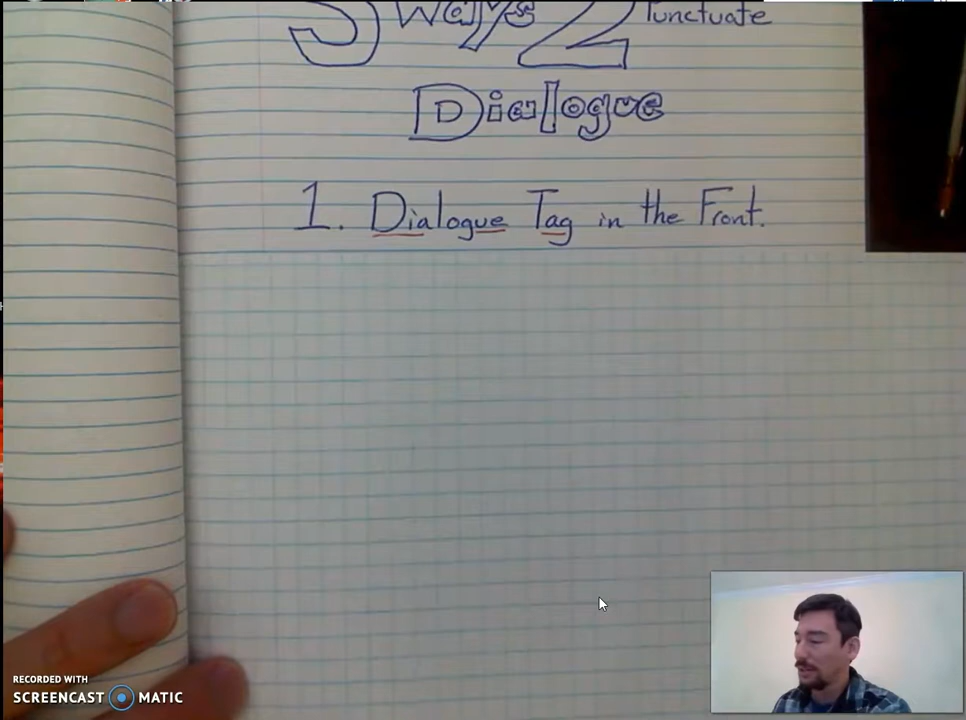 Ways 2 Punctuate
Dialogue
1. Dialogue Tag in the Front.
RECORDED WITH
SCREENCAST MATIC